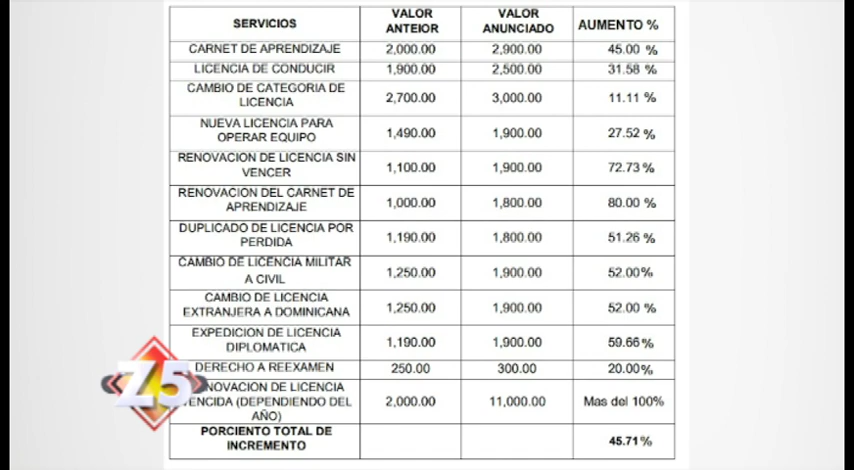 SERVICIOS VALOR ANTEIOR VALOR ANUNCIADO AUMENTO %
CARNET DE APRENDIZAJE 2,000.00 2,900.00 45.00 %
LICENCIA DE CONDUCIR 1,900.00 2,500.00 31.58 %
CAMBIO DE CATEGORIA DE
LICENCIA 2,700.00 3,000.00 11.11 %
NUEVA LICENCIA PARA
OPERAR EQUIPO 1,490.00 1,900.00 27.52 %
RENOVACION DE LICENCIA SIN
VENCER 1,100.00 1,900.00 72.73 %
RENOVACION DEL CARNET DE
APRENDIZAJE 1,000.00 1,800.00 80.00 %
DUPLICADO DE LICENCIA POR
PERDIDA 1,190.00 1,800.00 51.26 %
CAMBIO DE LICENCIA MILITAR
A CIVIL 1,250.00 1,900.00 52.00%
CAMBIO DE LICENCIA
EXTRANJERA A DOMINICANA 1,250.00 1,900.00 52.00 %
EXPEDICION DE LICENCIA
DIPLOMATICA 1,190.00 1,900.00 59.66%
DERECHO A REEXAMEN 250.00 300.00 20.00%
NOVACION DE LICENCIA
ENCIDA (DEPENDIENDO DEL
AÑO) 2,000.00 11,000.00 Mas del 100%
PORCIENTO TOTAL DE
INCREMENTO 45.71%
Z5